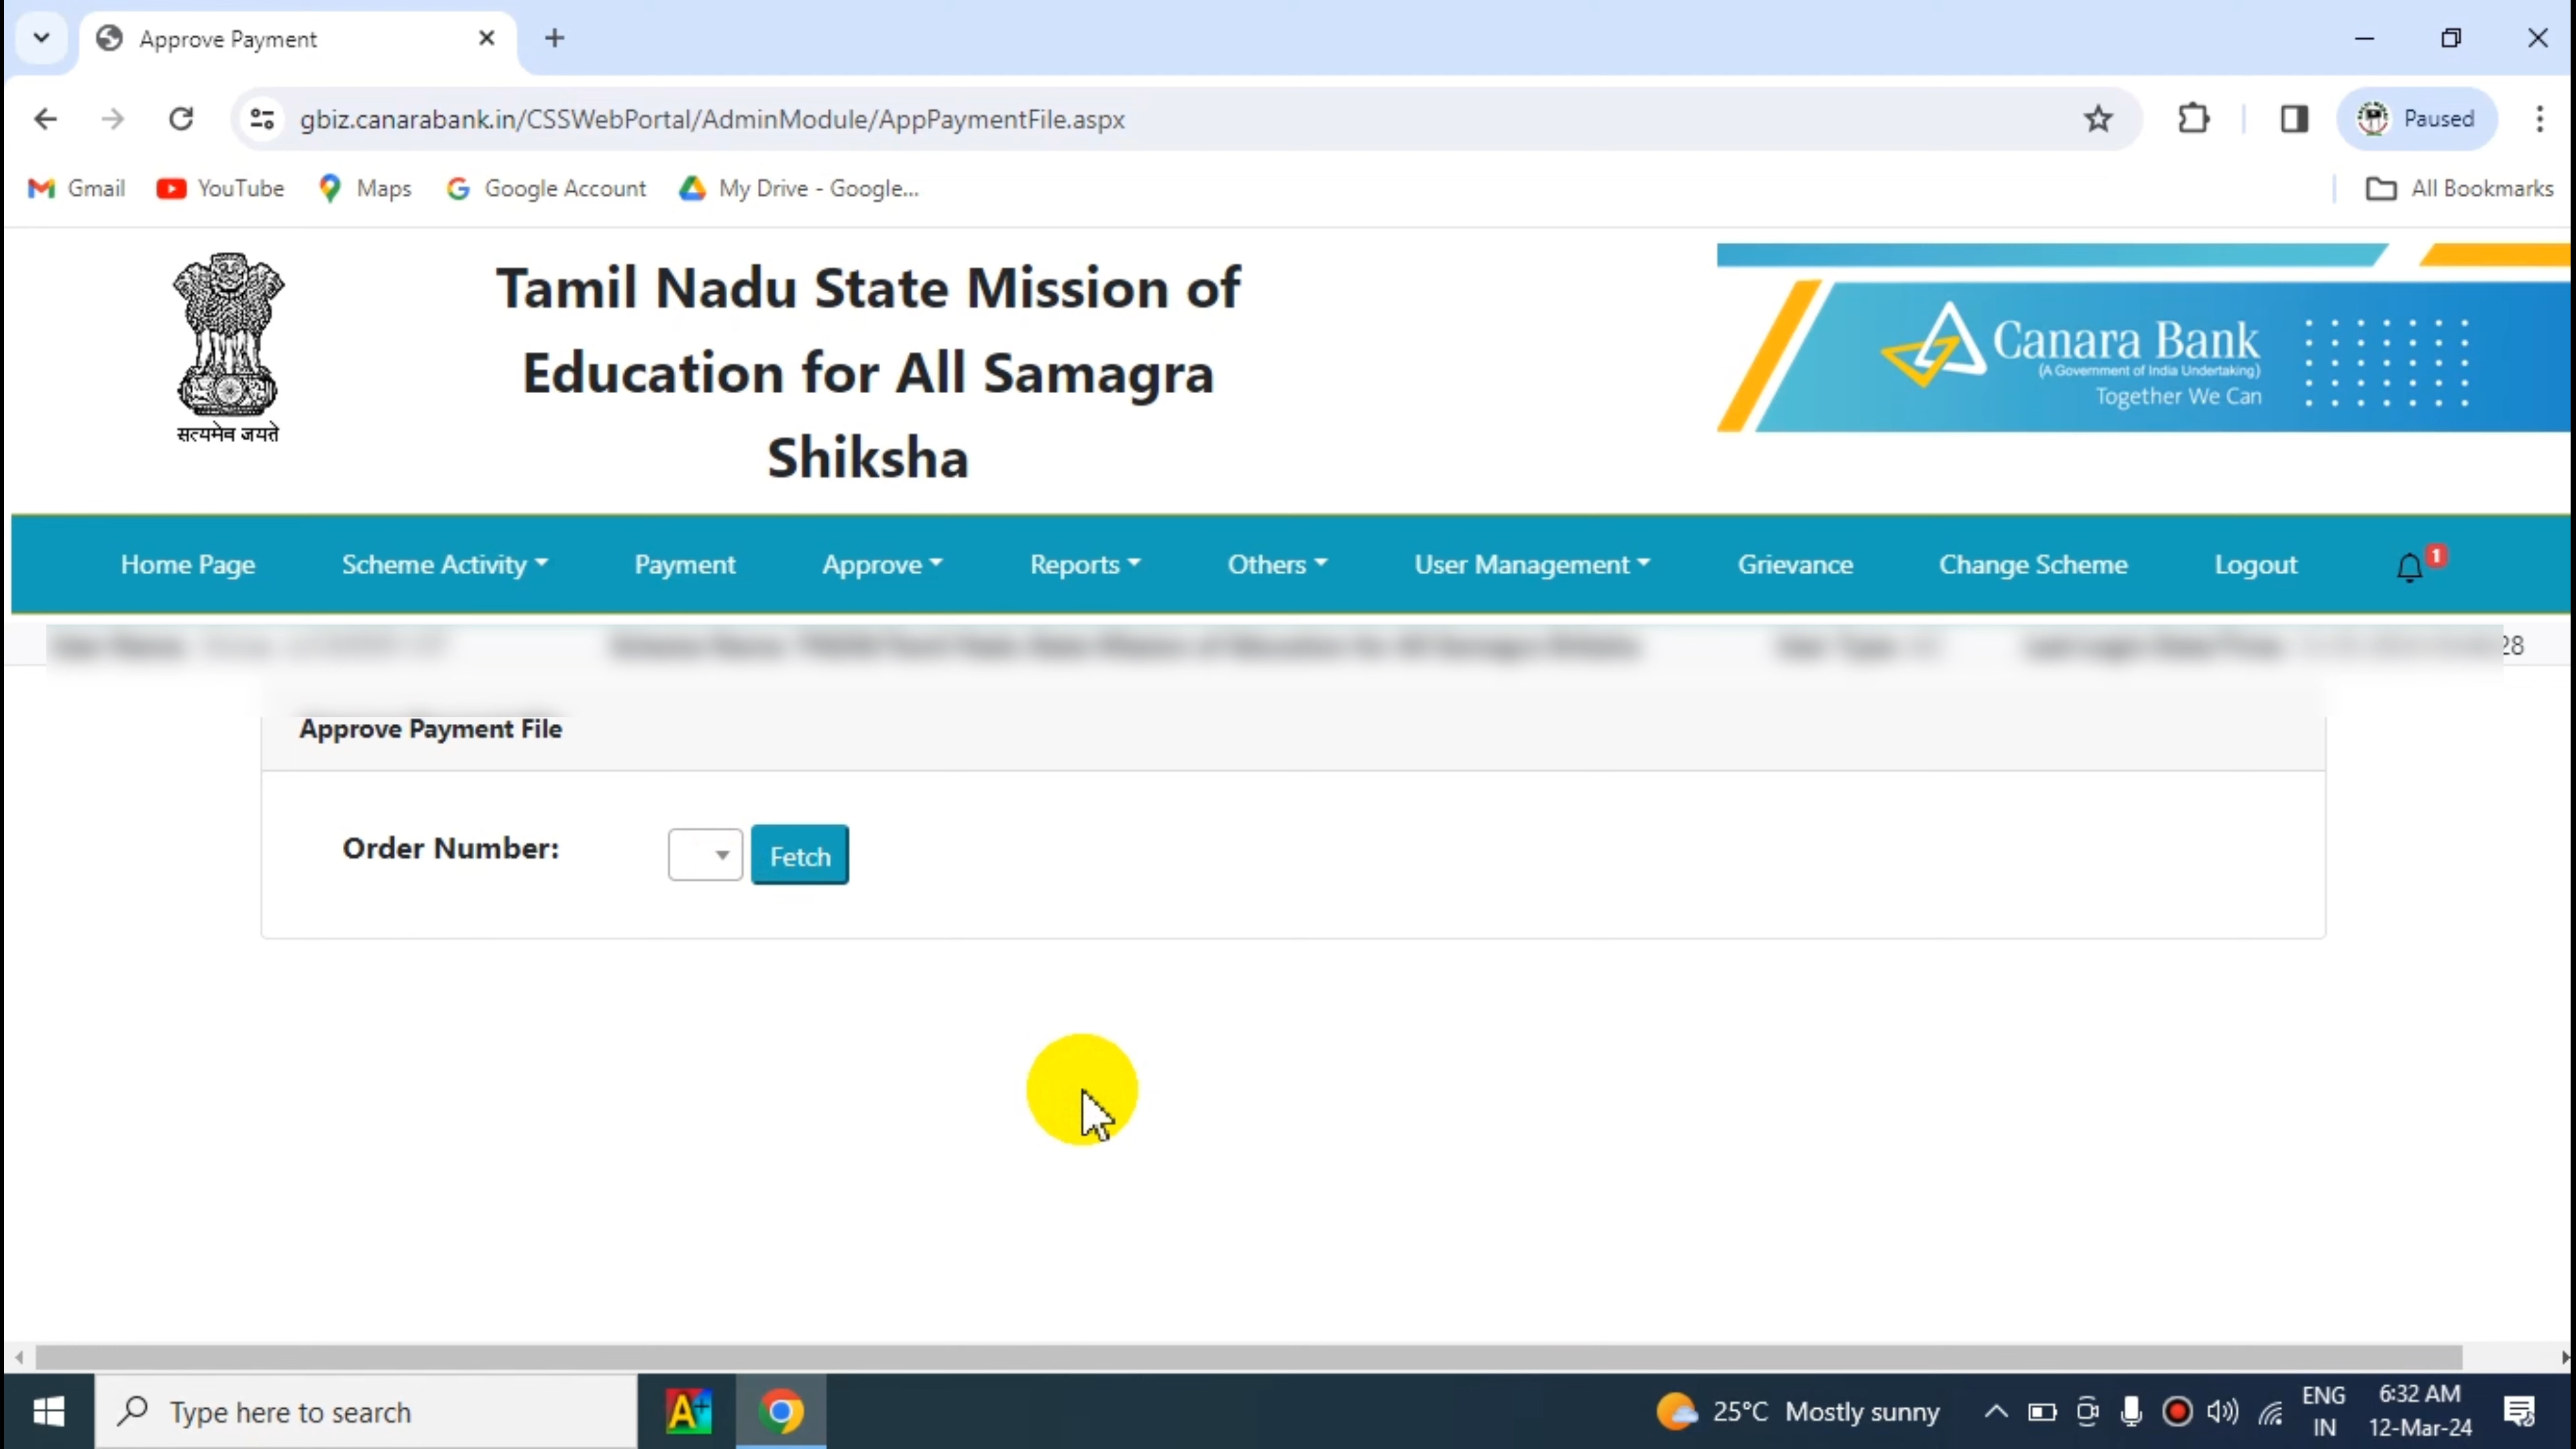 Approve Payment
gbiz.canarabank.in/CSSWebPortal/AdminModule/AppPaymentFile.aspx
Paused
Gmail YouTube Maps Google Account My Drive - Google... All Bookmarks
सत्यमेव जयते
Tamil Nadu State Mission of
Education for All Samagra
Shiksha
Canara Bank
(A Government of India Undertaking)
Together We Can
Home Page Scheme Activity Payment Approve Reports Others User Management Grievance Change Scheme Logout 1
28
Approve Payment File
Order Number: Fetch
Type here to search
25°C Mostly sunny
ENG
IN
6:32 AM
12-Mar-24